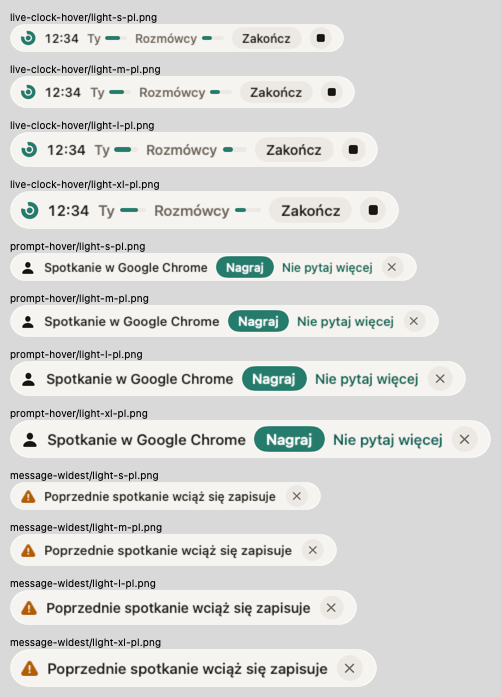 live-clock-hover/light-s-pl.png
12:34 Ty Rozmówcy Zakończ
live-clock-hover/light-m-pl.png
12:34 Ty Rozmówcy Zakończ
live-clock-hover/light-l-pl.png
12:34 Ty Rozmówcy Zakończ
live-clock-hover/light-xl-pl.png
12:34 Ty Rozmówcy Zakończ
prompt-hover/light-s-pl.png
Spotkanie w Google Chrome Nagraj Nie pytaj więcej
prompt-hover/light-m-pl.png
Spotkanie w Google Chrome Nagraj Nie pytaj więcej
prompt-hover/light-l-pl.png
Spotkanie w Google Chrome Nagraj Nie pytaj więcej
prompt-hover/light-xl-pl.png
Spotkanie w Google Chrome Nagraj Nie pytaj więcej
message-widest/light-s-pl.png
Poprzednie spotkanie wciąż się zapisuje
message-widest/light-m-pl.png
Poprzednie spotkanie wciąż się zapisuje
message-widest/light-l-pl.png
Poprzednie spotkanie wciąż się zapisuje
message-widest/light-xl-pl.png
Poprzednie spotkanie wciąż się zapisuje